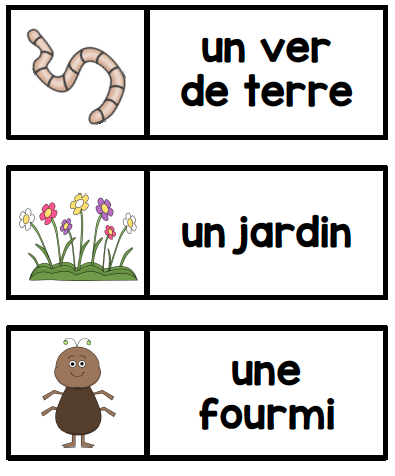 un ver
de terre
un jardin
une
fourmi